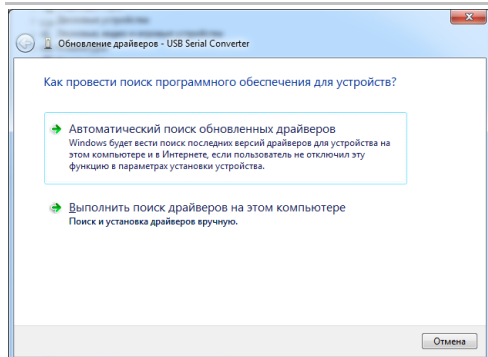 Обновление драйверов - USB Serial Converter
Как провести поиск программного обеспечения для устройств?
Автоматический поиск обновленных драйверов
Windows будет вести поиск последних версий драйверов для устройства на
этом компьютере и в Интернете, если пользователь не отключил эту
функцию в параметрах установки устройства.
Выполнить поиск драйверов на этом компьютере
Поиск и установка драйверов вручную.
Отмена